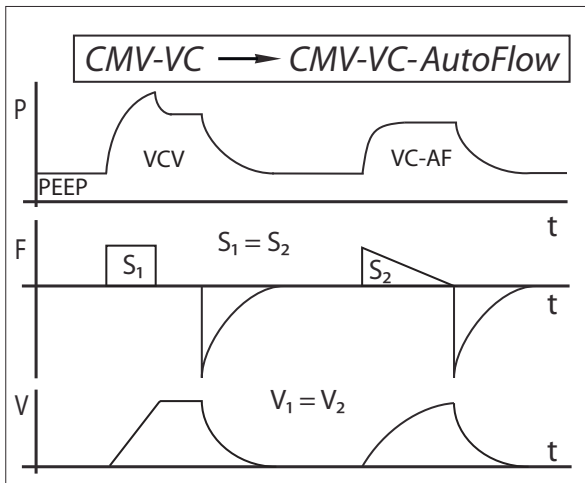 CMV-VC → CMV-VC-AutoFlow
P
VCV
VC-AF
PEEP
t
F
S₁ = S₂
S₁
S₂
t
V
V₁ = V₂
t